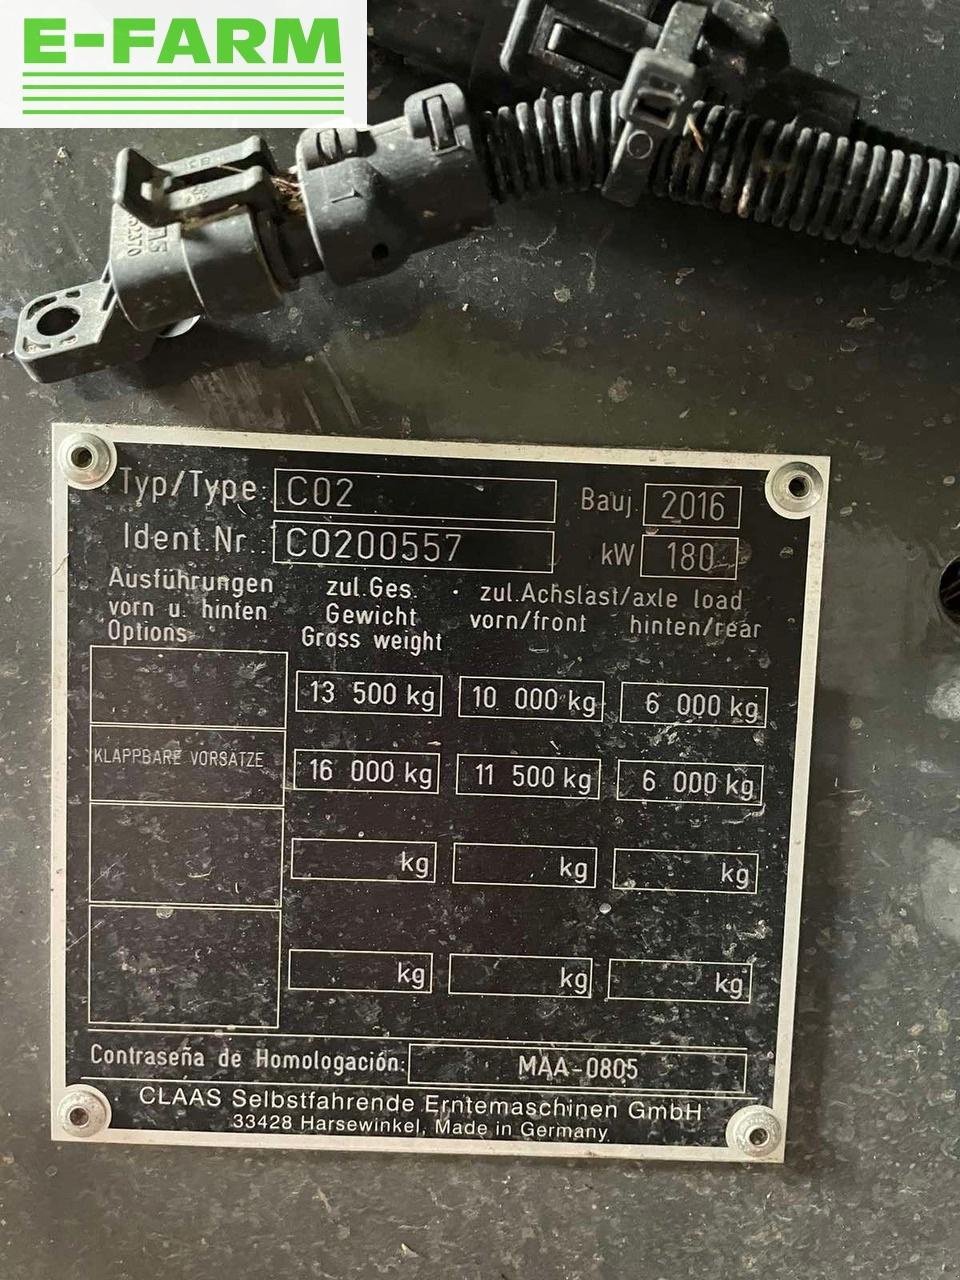 E-FARM
Typ/Type: C02 Bauj. 2016
Ident.Nr.: C0200557 kW 180
Ausführungen vorn u. hinten Options
zul.Ges. Gewicht Gross weight
zul.Achslast/axle load
vorn/front hinten/rear
13 500 kg 10 000 kg 6 000 kg
KLAPPBARE VORSÄTZE 16 000 kg 11 500 kg 6 000 kg
kg kg kg
kg kg kg
Contraseña de Homologación: MAA-0805
CLAAS Selbstfahrende Erntemaschinen GmbH
33428 Harsewinkel, Made in Germany